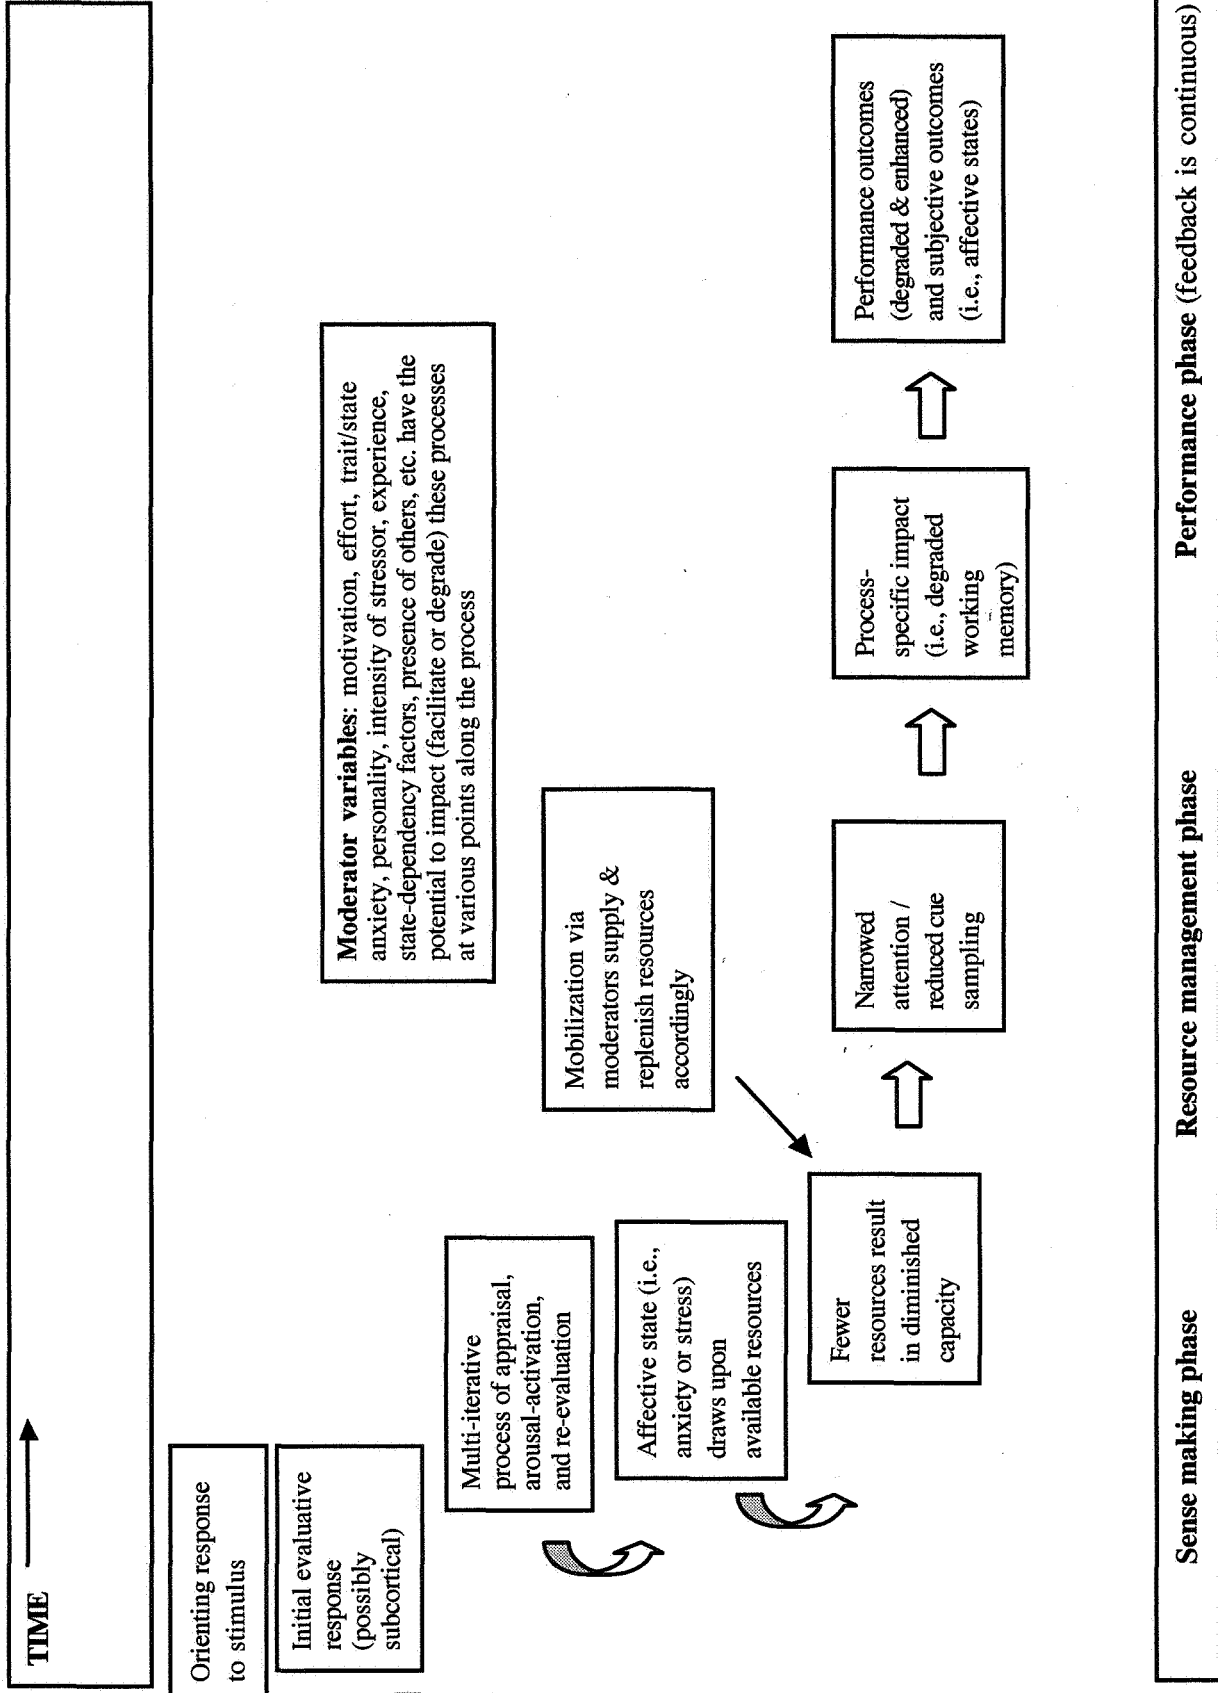 TIME
Orienting response
to stimulus
Initial evaluative
response
(possibly
subcortical)
Multi-iterative
process of appraisal,
arousal-activation,
and re-evaluation
Affective state (i.e.,
anxiety or stress)
draws upon
available resources
Fewer
resources result
in diminished
capacity
Mobilization via
moderators supply &
replenish resources
accordingly
Moderator variables: motivation, effort, trait/state
anxiety, personality, intensity of stressor, experience,
state-dependency factors, presence of others, etc. have the
potential to impact (facilitate or degrade) these processes
at various points along the process
Narrowed
attention /
reduced cue
sampling
Process-
specific impact
(i.e., degraded
working
memory)
Performance outcomes
(degraded & enhanced)
and subjective outcomes
(i.e., affective states)
Sense making phase
Resource management phase
Performance phase (feedback is continuous)